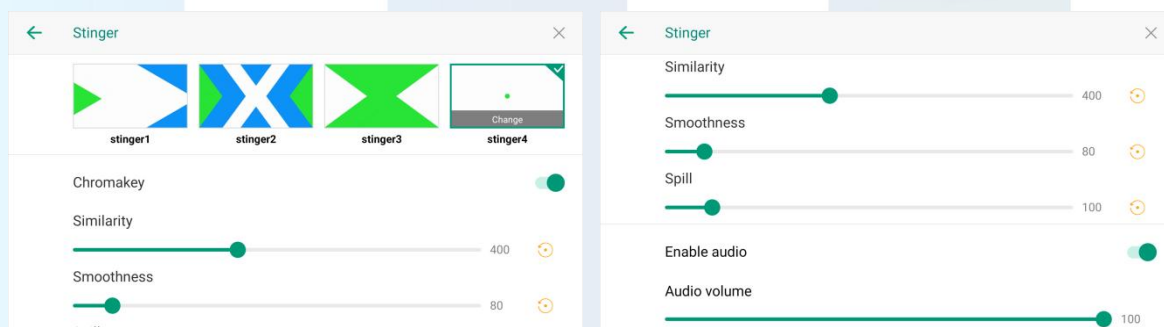 Stinger
Change
stinger1 stinger2 stinger3 stinger4
Chromakey
Similarity
400
Smoothness
80
Stinger
Similarity
400
Smoothness
80
Spill
100
Enable audio
Audio volume
100